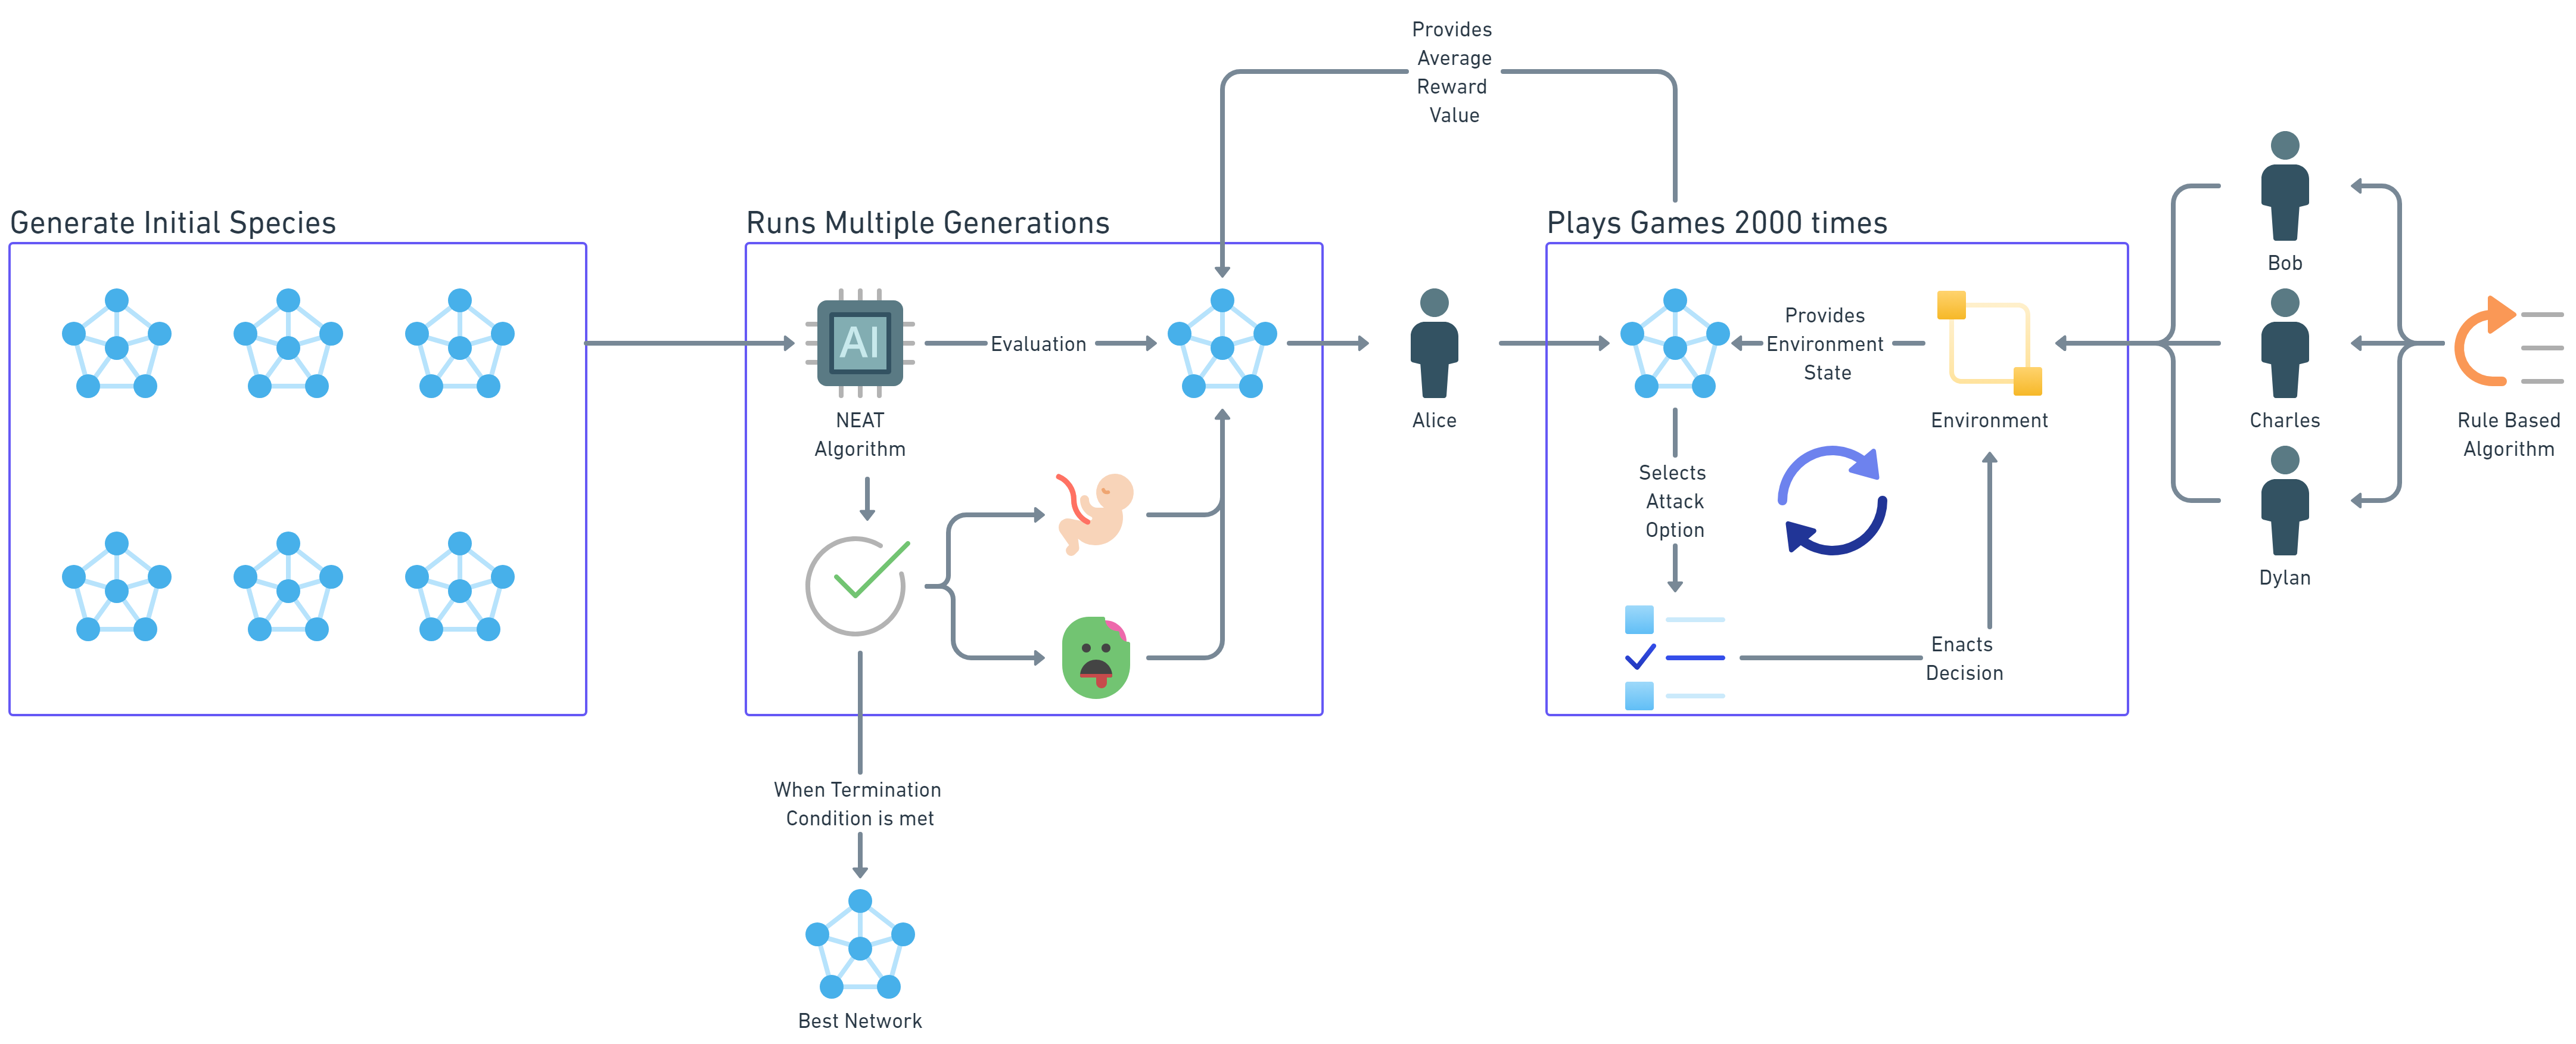 Provides
Average
Reward
Value
Generate Initial Species
Runs Multiple Generations
Plays Games 2000 times
Bob
AI
Evaluation
Provides
Environment
State
NEAT
Algorithm
Alice
Environment
Charles
Rule Based
Algorithm
Selects
Attack
Option
Dylan
Enacts
Decision
When Termination
Condition is met
Best Network